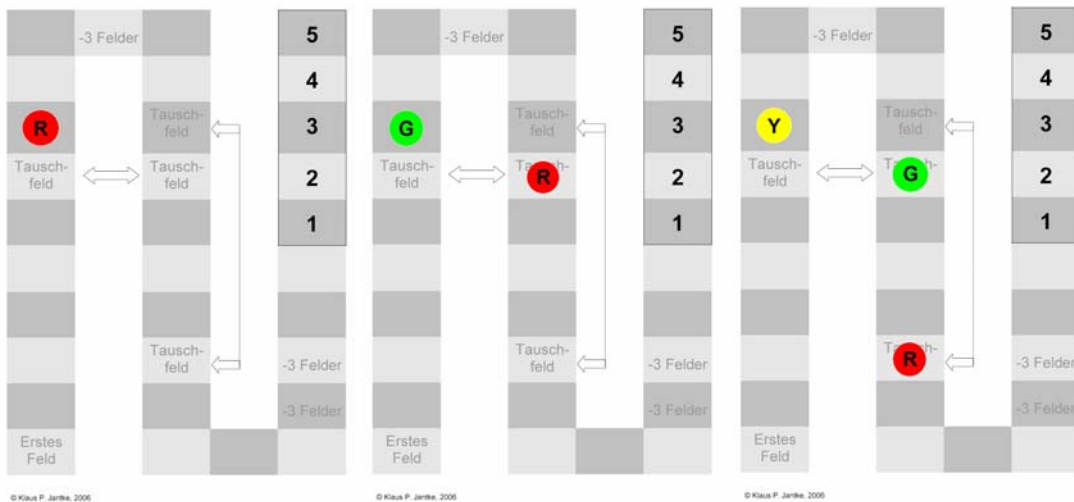 -3 Felder
5
4
R
Tausch-
feld
3
Tausch-
feld
Tausch-
feld
2
1
Tausch-
feld
-3 Felder
-3 Felder
Erstes
Feld
© Klaus P. Jantke, 2006
-3 Felder
5
4
G
Tausch-
feld
3
Tausch-
feld
R
2
1
Tausch-
feld
-3 Felder
-3 Felder
Erstes
Feld
© Klaus P. Jantke, 2006
-3 Felder
5
4
Y
Tausch-
feld
3
Tausch-
feld
G
2
1
R
-3 Felder
-3 Felder
Erstes
Feld
© Klaus P. Jantke, 2006